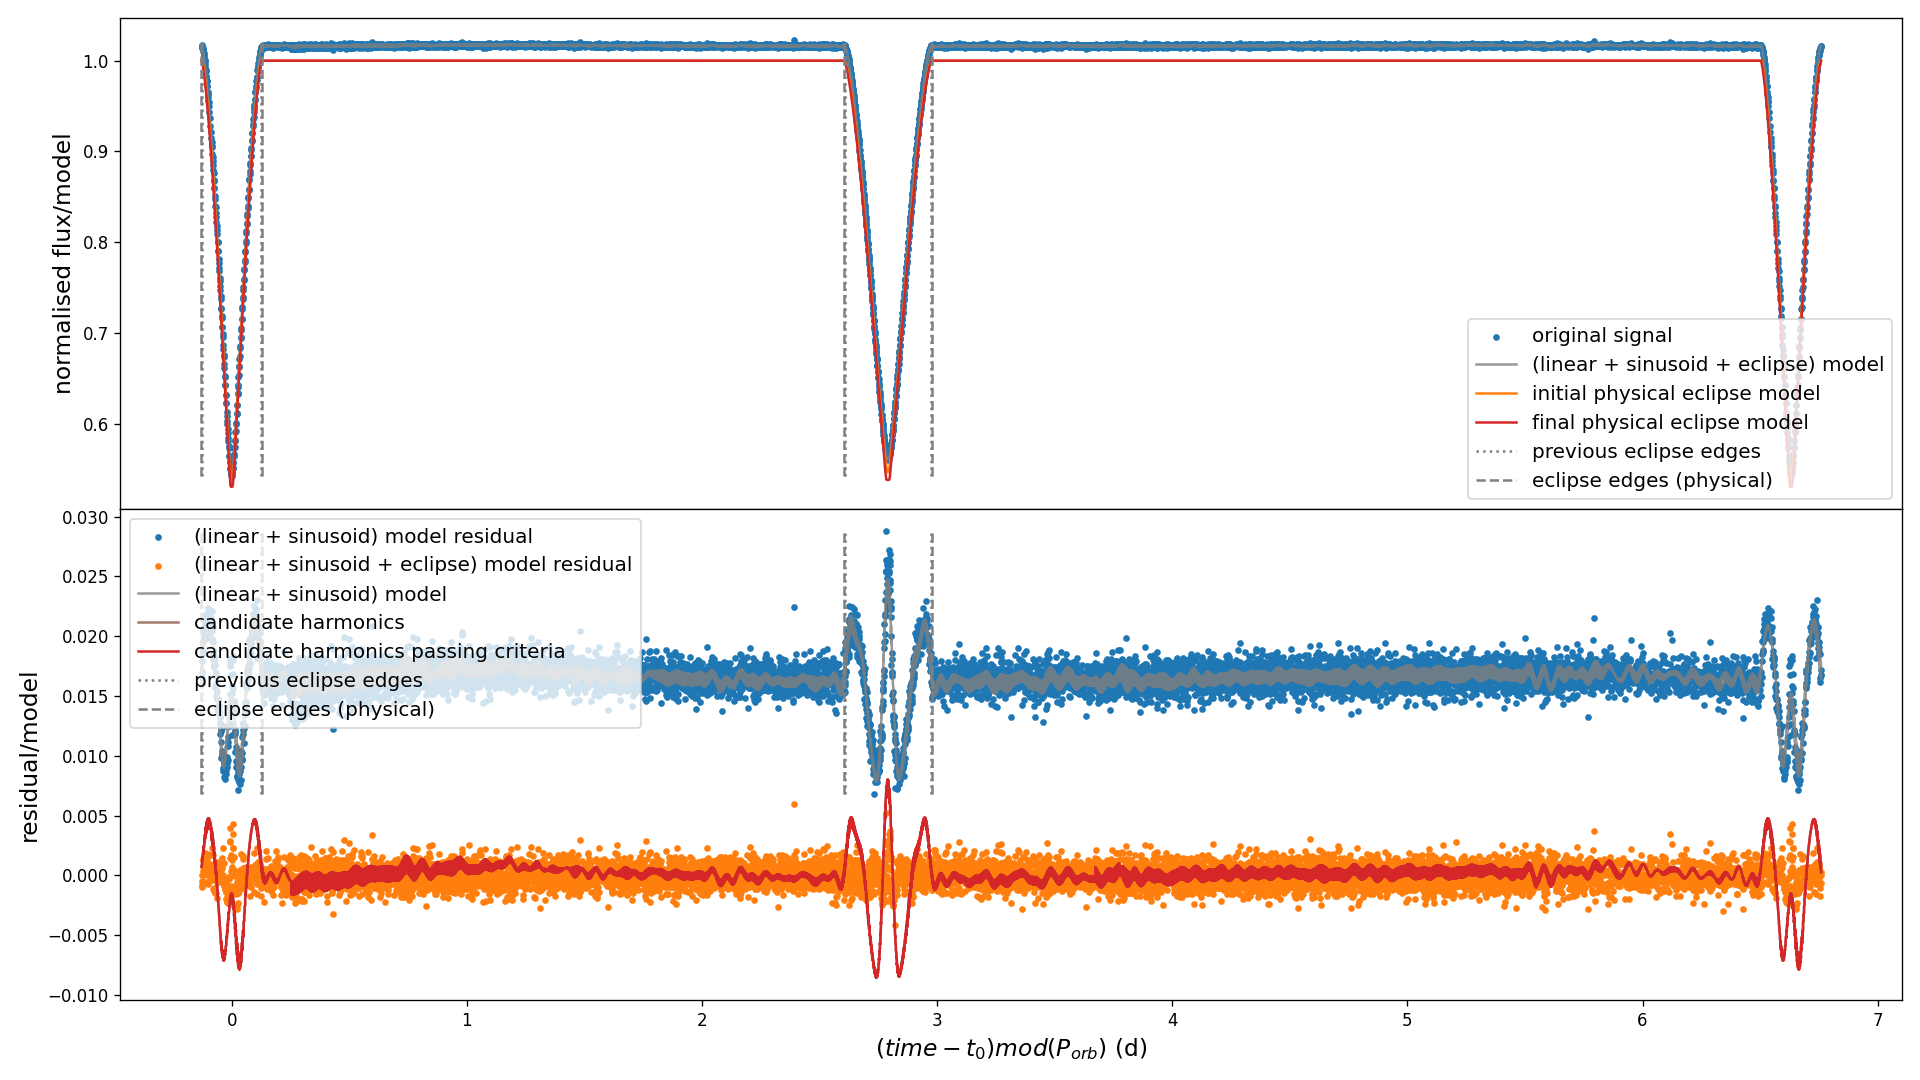 normalised flux/model
1.0
0.9
0.8
0.7
0.6
original signal
(linear + sinusoid + eclipse) model
initial physical eclipse model
final physical eclipse model
previous eclipse edges
eclipse edges (physical)
residual/model
0.030
0.025
0.020
0.015
0.010
0.005
0.000
−0.005
−0.010
(linear + sinusoid) model residual
(linear + sinusoid + eclipse) model residual
(linear + sinusoid) model
candidate harmonics
candidate harmonics passing criteria
previous eclipse edges
eclipse edges (physical)
0 1 2 3 4 5 6 7
(time − t₀)mod(Pₒᵣb) (d)